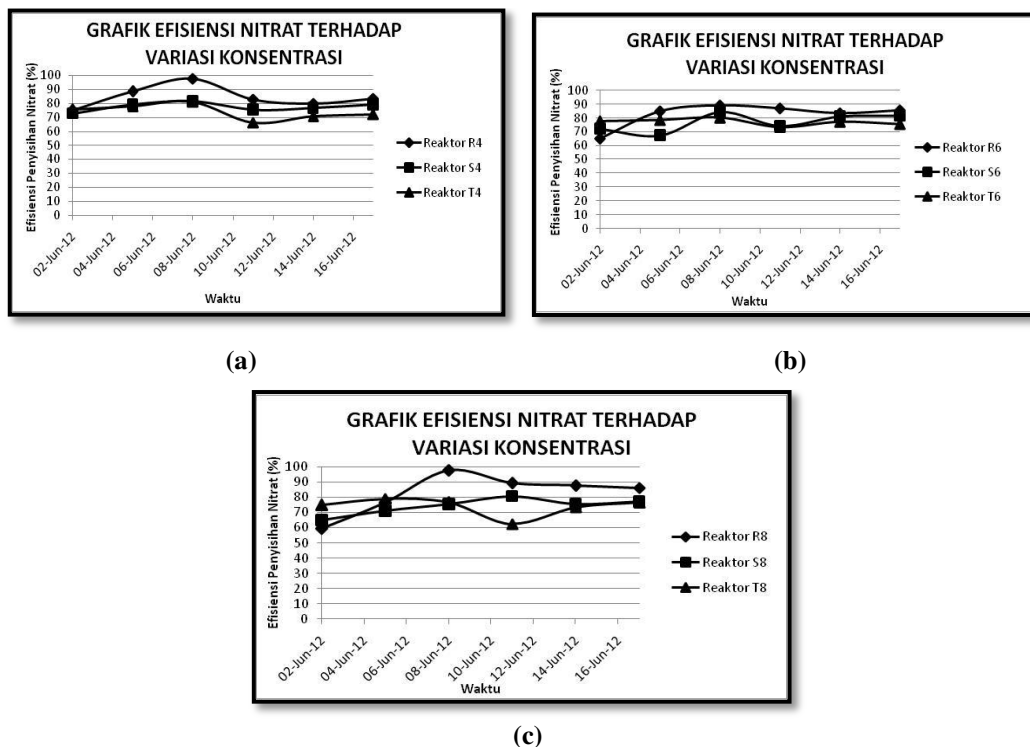 GRAFIK EFISIENSI NITRAT TERHADAP
VARIASI KONSENTRASI
Efisiensi Penyisihan Nitrat (%)
100
90
80
70
60
50
40
30
20
10
0
02-Jun-12
04-Jun-12
06-Jun-12
08-Jun-12
10-Jun-12
12-Jun-12
14-Jun-12
16-Jun-12
Waktu
Reaktor R4
Reaktor S4
Reaktor T4
(a)
GRAFIK EFISIENSI NITRAT TERHADAP
VARIASI KONSENTRASI
Efisiensi Penyisihan Nitrat (%)
100
90
80
70
60
50
40
30
20
10
0
02-Jun-12
04-Jun-12
06-Jun-12
08-Jun-12
10-Jun-12
12-Jun-12
14-Jun-12
16-Jun-12
Waktu
Reaktor R6
Reaktor S6
Reaktor T6
(b)
GRAFIK EFISIENSI NITRAT TERHADAP
VARIASI KONSENTRASI
Efisiensi Penyisihan Nitrat (%)
100
90
80
70
60
50
40
30
20
10
0
02-Jun-12
04-Jun-12
06-Jun-12
08-Jun-12
10-Jun-12
12-Jun-12
14-Jun-12
16-Jun-12
Waktu
Reaktor R8
Reaktor S8
Reaktor T8
(c)